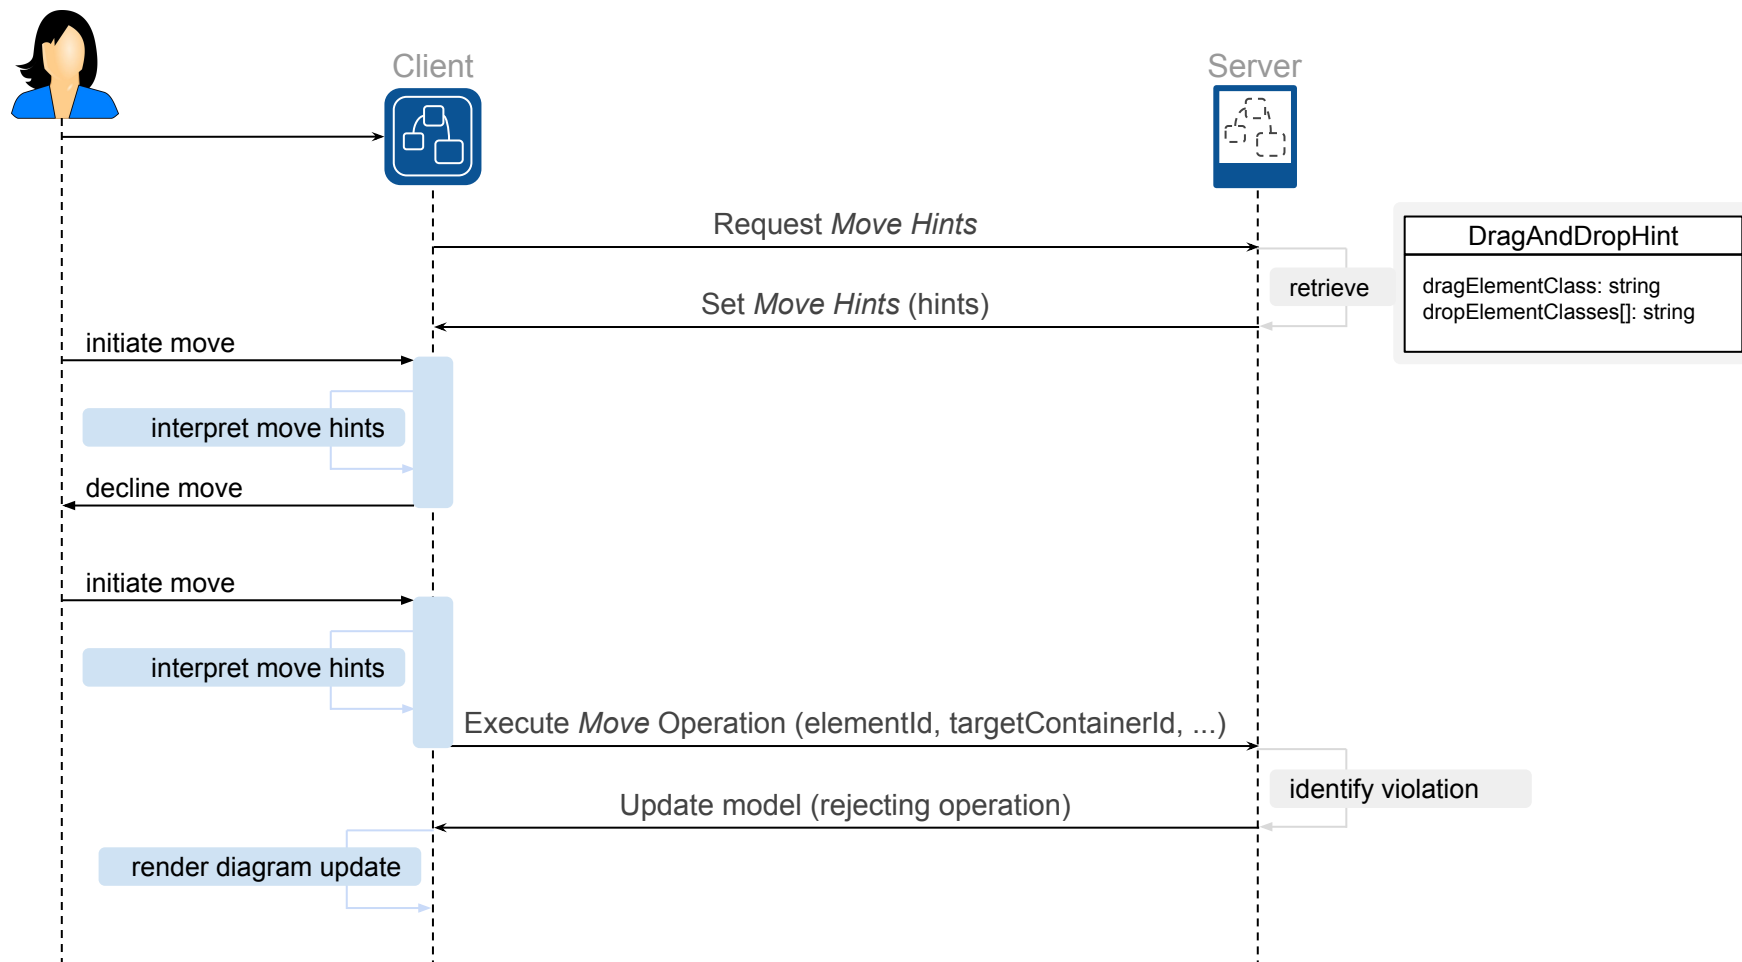 Client
Server
Request Move Hints
DragAndDropHint
retrieve
dragElementClass: string
dropElementClasses[]: string
Set Move Hints (hints)
initiate move
interpret move hints
decline move
initiate move
interpret move hints
Execute Move Operation (elementId, targetContainerId, ...)
identify violation
Update model (rejecting operation)
render diagram update